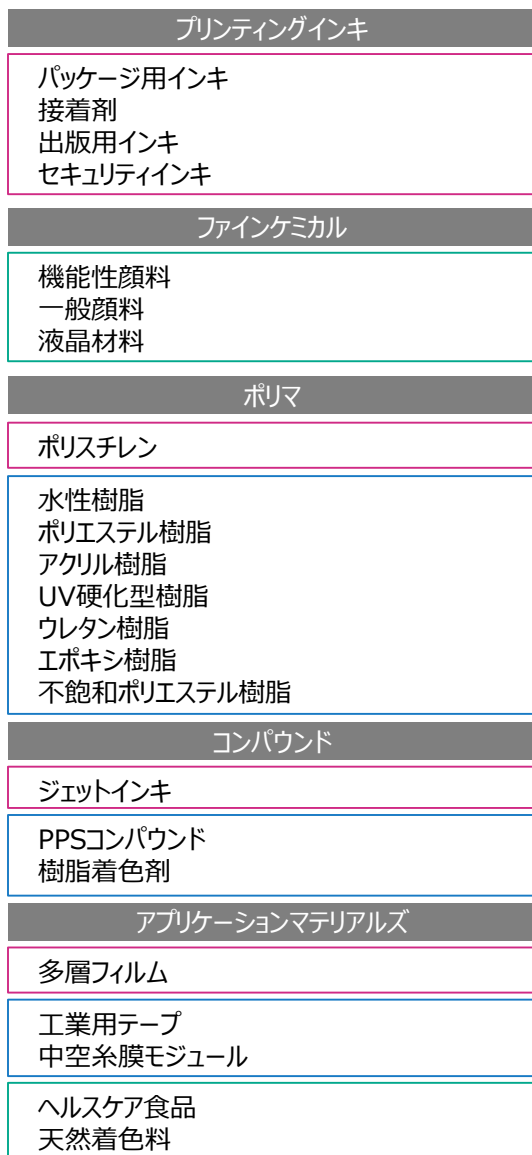 プリンティングインキ
パッケージ用インキ
接着剤
出版用インキ
セキュリティインキ
ファインケミカル
機能性顔料
一般顔料
液晶材料
ポリマ
ポリスチレン
水性樹脂
ポリエステル樹脂
アクリル樹脂
UV硬化型樹脂
ウレタン樹脂
エポキシ樹脂
不飽和ポリエステル樹脂
コンパウンド
ジェットインキ
PPSコンパウンド
樹脂着色剤
アプリケーションマテリアルズ
多層フィルム
工業用テープ
中空糸膜モジュール
ヘルスケア食品
天然着色料